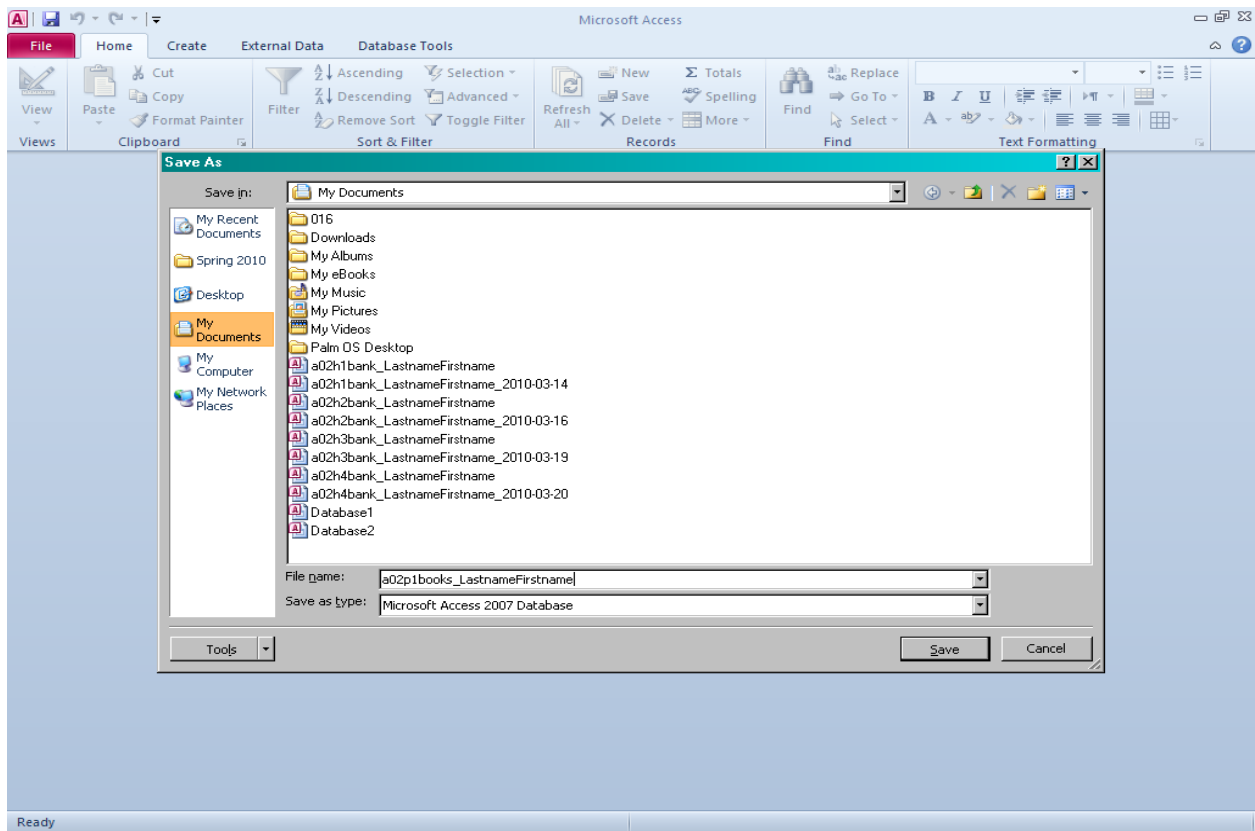 A
Microsoft Access
File Home Create External Data Database Tools
View
Views
Paste
Cut
Copy
Format Painter
Clipboard
Filter
Ascending
Descending
Remove Sort
Selection
Advanced
Toggle Filter
Sort & Filter
Refresh
All
New
Save
Delete
Totals
Spelling
More
Records
Find
Replace
Go To
Select
Find
B I U
A
Text Formatting
Save As
Save in: My Documents
My Recent
Documents
Spring 2010
Desktop
My
Documents
My
Computer
My Network
Places
016
Downloads
My Albums
My eBooks
My Music
My Pictures
My Videos
Palm OS Desktop
a02h1bank_LastnameFirstname
a02h1bank_LastnameFirstname_2010-03-14
a02h2bank_LastnameFirstname
a02h2bank_LastnameFirstname_2010-03-16
a02h3bank_LastnameFirstname
a02h3bank_LastnameFirstname_2010-03-19
a02h4bank_LastnameFirstname
a02h4bank_LastnameFirstname_2010-03-20
Database1
Database2
File name: a02p1books_LastnameFirstname
Save as type: Microsoft Access 2007 Database
Tools Save Cancel
Ready